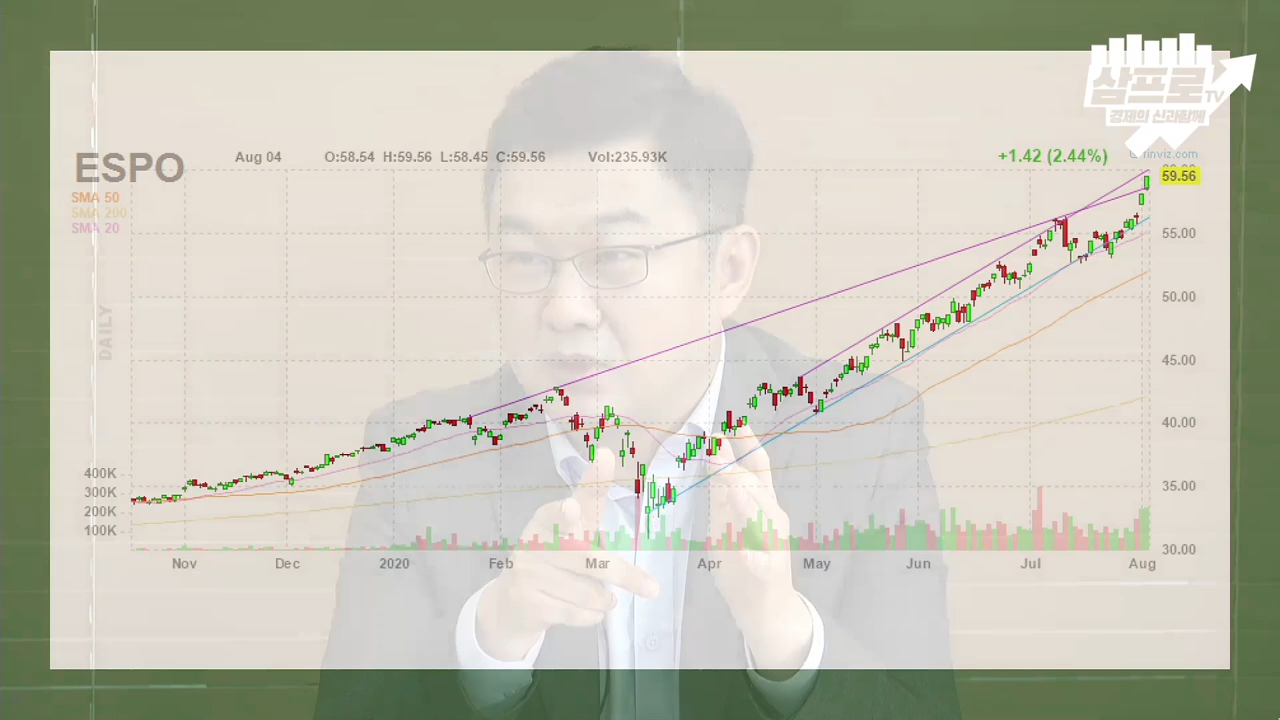 삼프로TV
경제의 신과함께
ESPO
Aug 04 O:58.54 H:59.56 L:58.45 C:59.56 Vol:235.93K +1.42 (2.44%) © finviz.com
SMA 50
SMA 200
SMA 20
59.56
55.00
50.00
45.00
40.00
35.00
30.00
DAILY
400K
300K
200K
100K
Nov Dec 2020 Feb Mar Apr May Jun Jul Aug